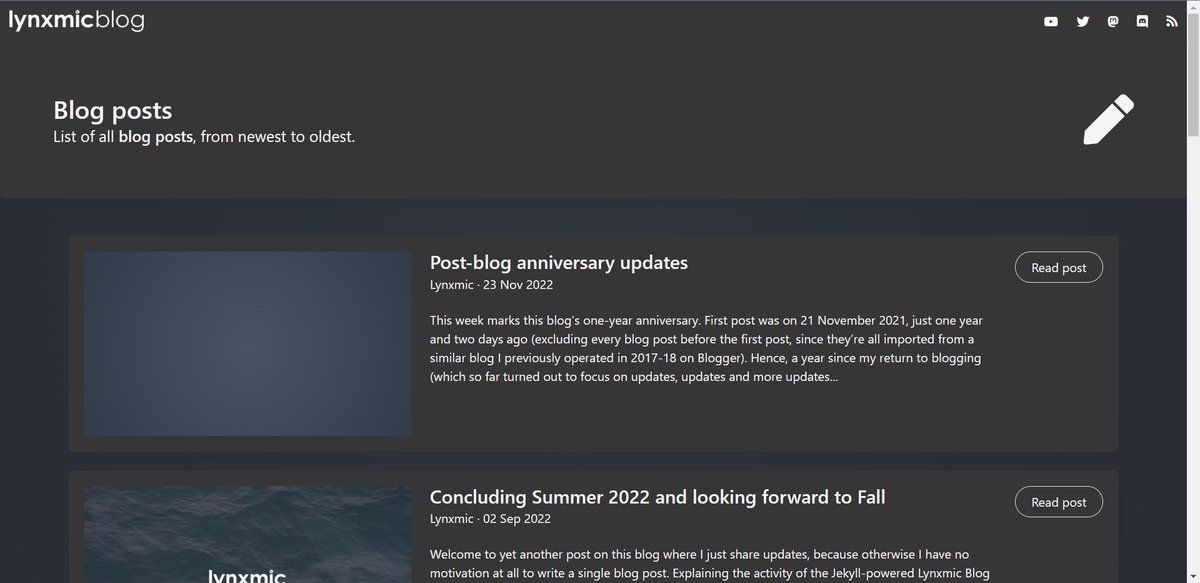 lynxmicblog
Blog posts
List of all blog posts, from newest to oldest.
Post-blog anniversary updates
Lynxmic · 23 Nov 2022
Read post
This week marks this blog’s one-year anniversary. First post was on 21 November 2021, just one year
and two days ago (excluding every blog post before the first post, since they’re all imported from a
similar blog I previously operated in 2017-18 on Blogger). Hence, a year since my return to blogging
(which so far turned out to focus on updates, updates and more updates...
Concluding Summer 2022 and looking forward to Fall
Lynxmic · 02 Sep 2022
Read post
Welcome to yet another post on this blog where I just share updates, because otherwise I have no
motivation at all to write a single blog post. Explaining the activity of the Jekyll-powered Lynxmic Blog
lynxmic